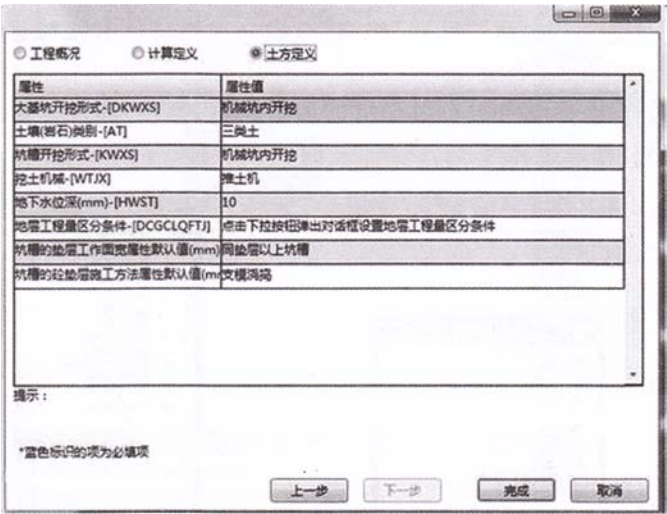 工程概况 计算定义 土方定义
属性 属性值
大基坑开挖形式-[DKWXS] 机械坑内开挖
土壤(岩石)类别-[AT] 三类土
坑槽开挖形式-[KWXS] 机械坑内开挖
挖土机械-[WTJX] 推土机
地下水位深(mm)-[HWST] 10
地层工程量区分条件-[DCGCLQFTJ] 点击下拉按钮弹出对话框设置地层工程量区分条件
坑槽的垫层工作面宽属性默认值(mm) 同垫层以上坑槽
坑槽的砼垫层施工方法属性默认值(m 支模浇捣
提示：
*蓝色标识的项为必填项
上一步 下一步 完成 取消